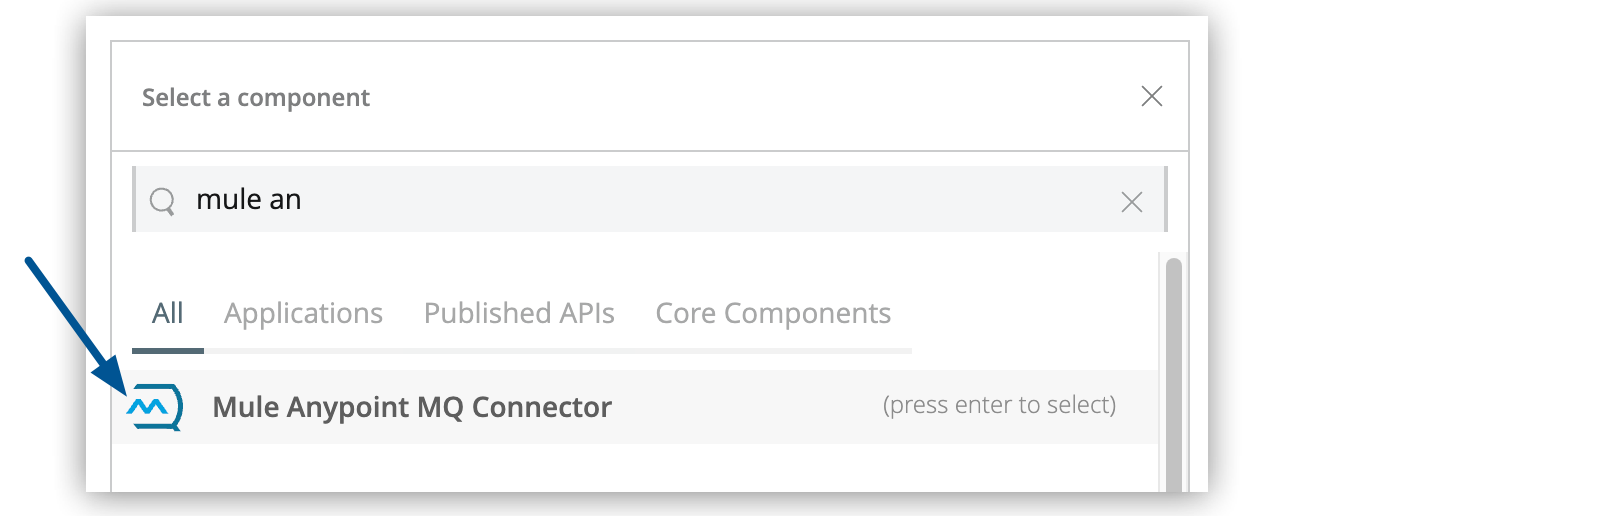 Select a component
mule an
All Applications Published APIs Core Components
Mule Anypoint MQ Connector (press enter to select)